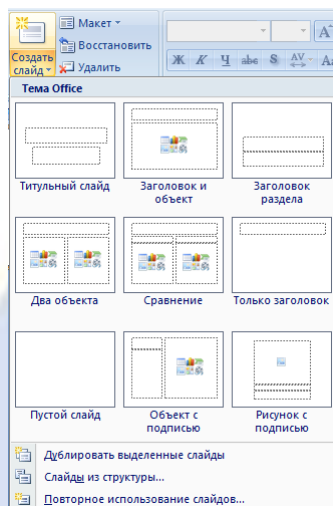 Макет
Восстановить
Создать
слайд
Удалить
Ж К Ч abc S AV Aa
Тема Office
Титульный слайд
Заголовок и
объект
Заголовок
раздела
Два объекта
Сравнение
Только заголовок
Пустой слайд
Объект с
подписью
Рисунок с
подписью
Дублировать выделенные слайды
Слайды из структуры...
Повторное использование слайдов...